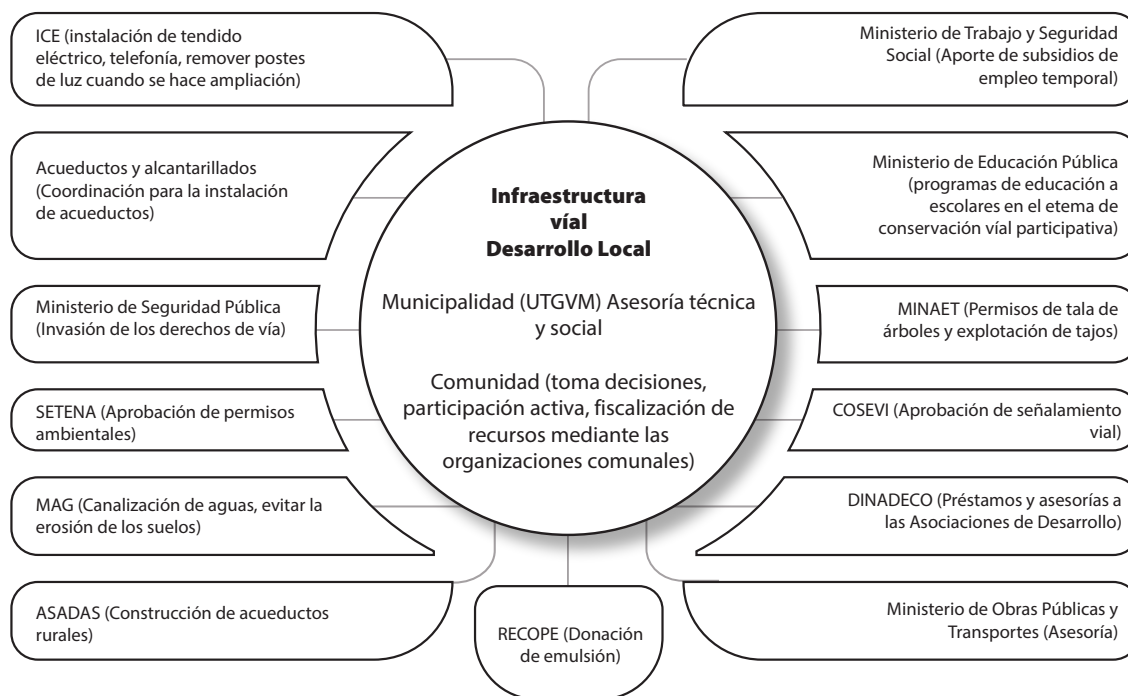 ICE (instalación de tendido
eléctrico, telefonía, remover postes
de luz cuando se hace ampliación)
Acueductos y alcantarillados
(Coordinación para la instalación
de acueductos)
Ministerio de Seguridad Pública
(Invasión de los derechos de vía)
SETENA (Aprobación de permisos
ambientales)
MAG (Canalización de aguas, evitar la
erosión de los suelos)
ASADAS (Construcción de acueductos
rurales)
Infraestructura
víal
Desarrollo Local
Municipalidad (UTGVM) Asesoría técnica
y social
Comunidad (toma decisiones,
participación activa, fiscalización de
recursos mediante las
organizaciones comunales)
RECOPE (Donación
de emulsión)
Ministerio de Trabajo y Seguridad
Social (Aporte de subsidios de
empleo temporal)
Ministerio de Educación Pública
(programas de educación a
escolares en el etema de
conservación víal participativa)
MINAET (Permisos de tala de
árboles y explotación de tajos)
COSEVI (Aprobación de señalamiento
vial)
DINADECO (Préstamos y asesorías a
las Asociaciones de Desarrollo)
Ministerio de Obras Públicas y
Transportes (Asesoría)